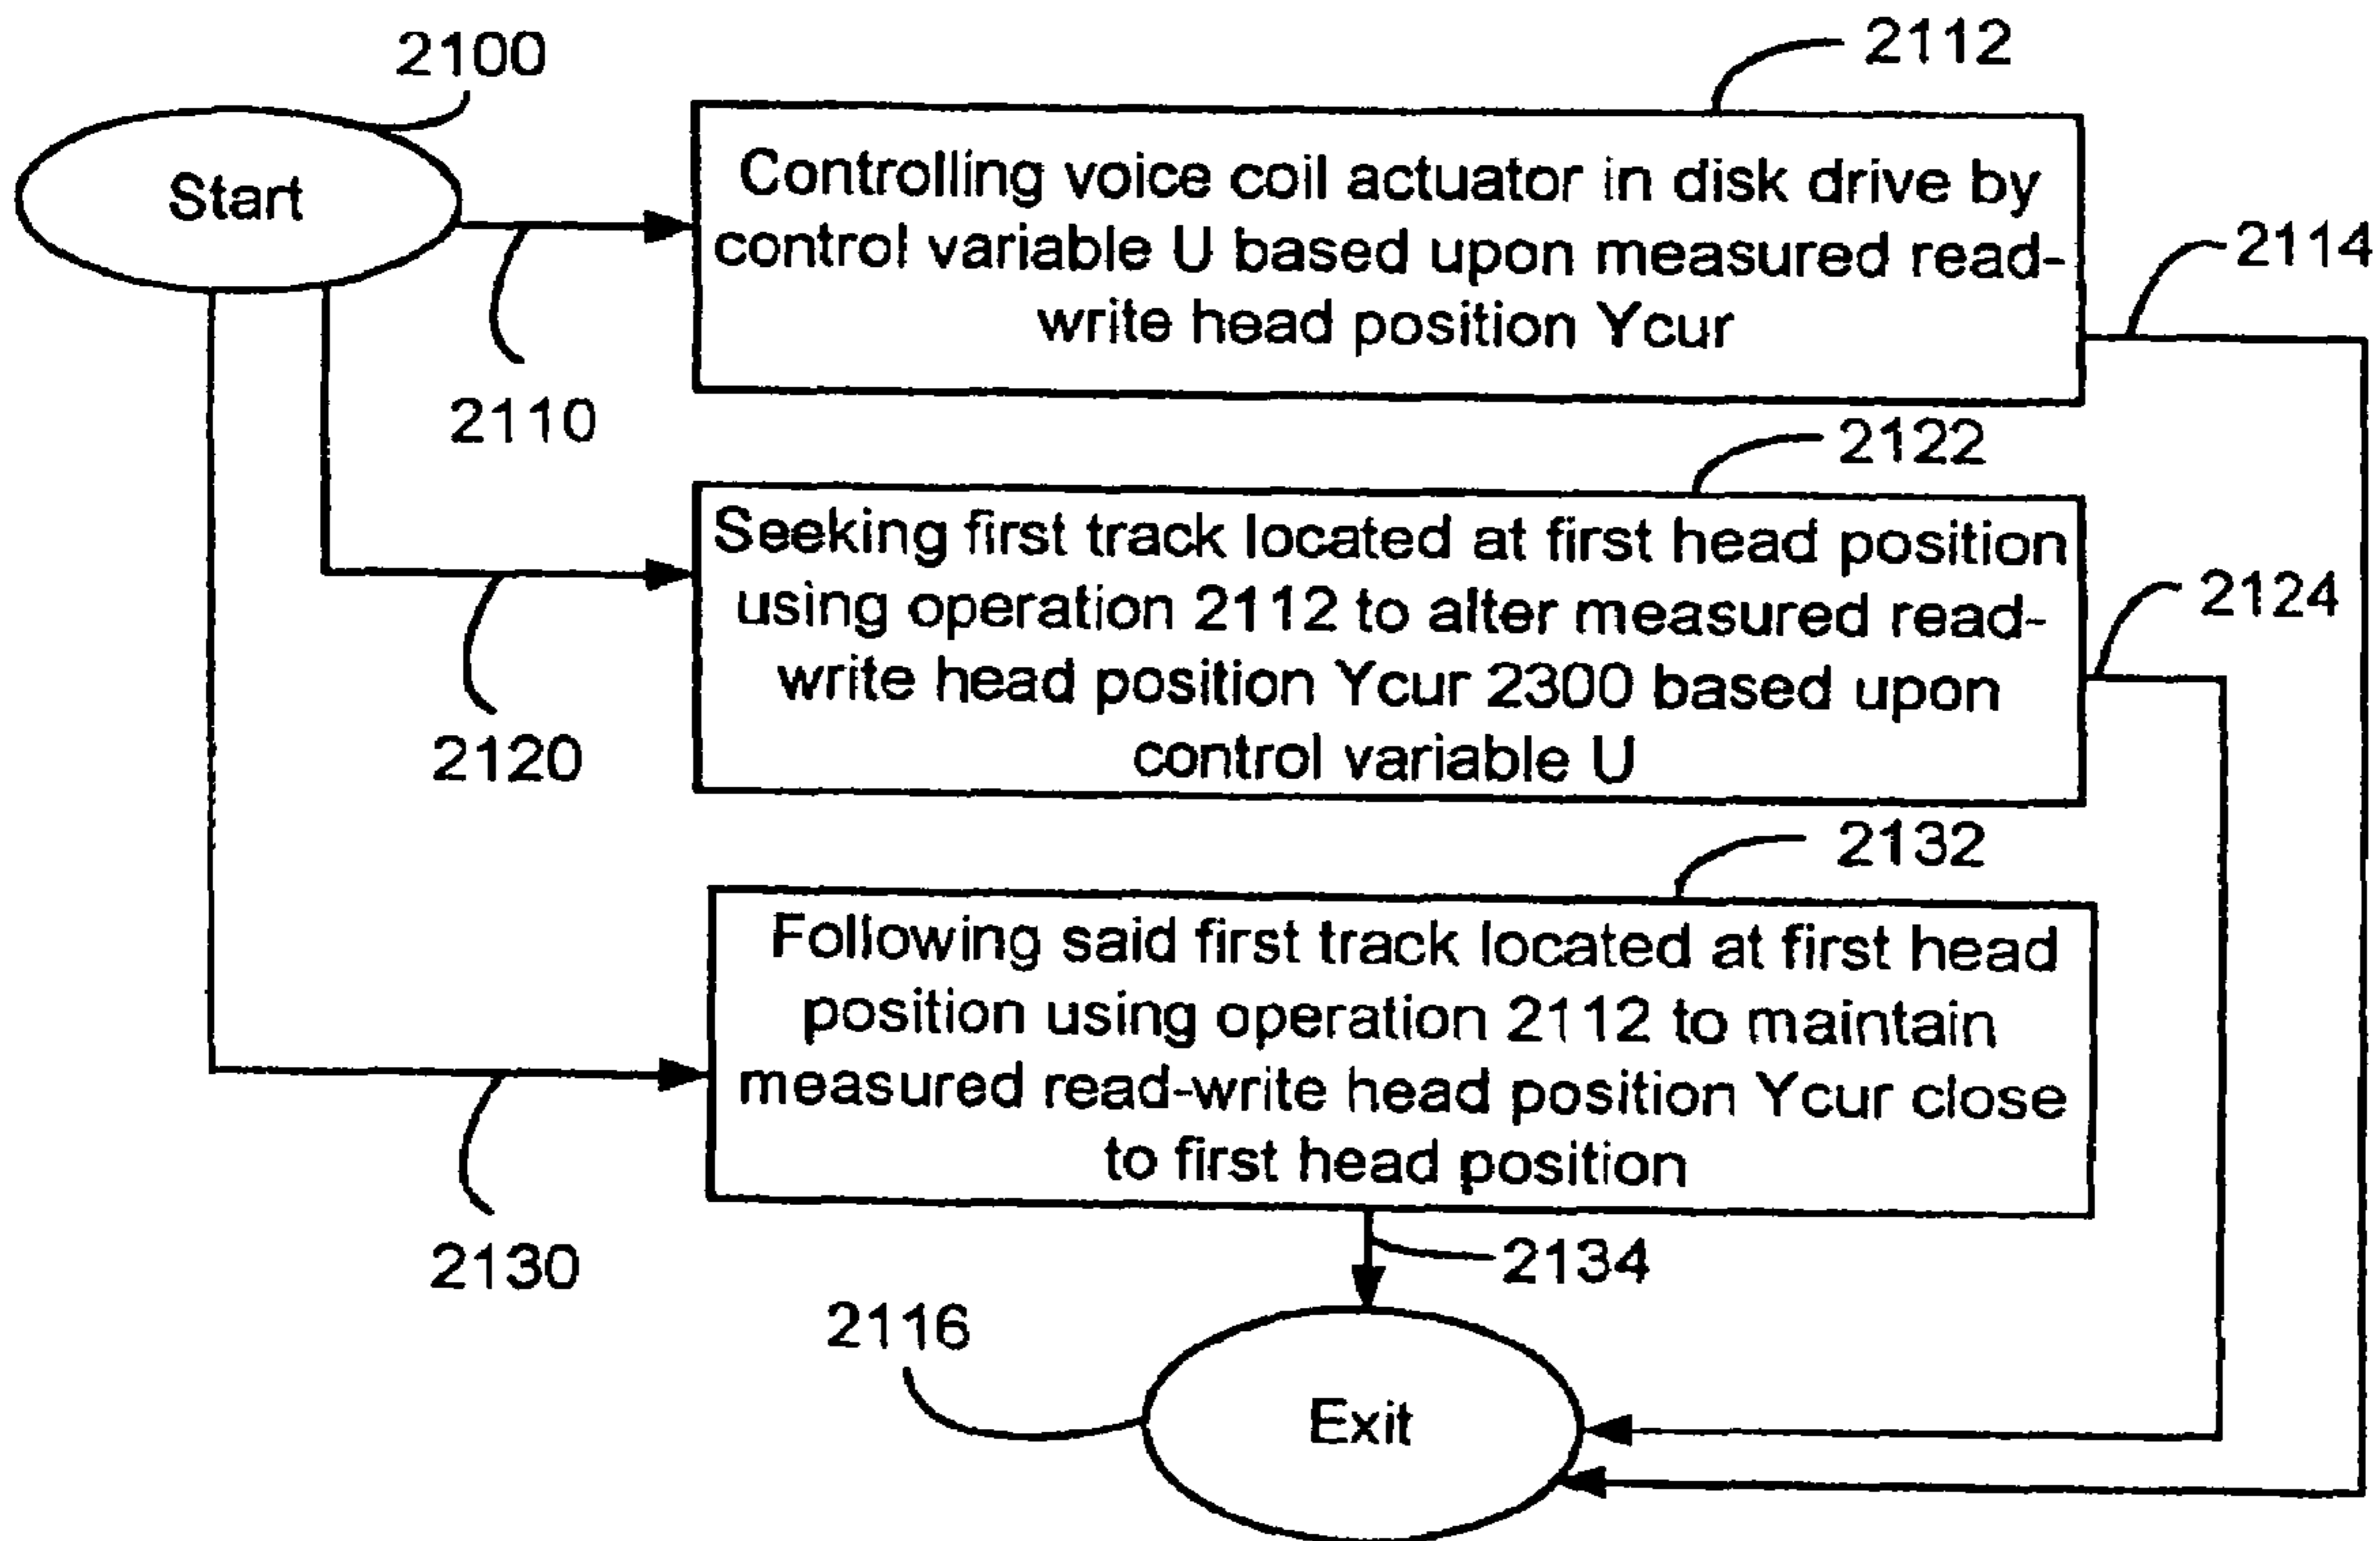 2100
Start
2112
Controlling voice coil actuator in disk drive by
control variable U based upon measured read-
write head position Ycur
2114
2110
2122
Seeking first track located at first head position
using operation 2112 to alter measured read-
write head position Ycur 2300 based upon
control variable U
2124
2120
2132
Following said first track located at first head
position using operation 2112 to maintain
measured read-write head position Ycur close
to first head position
2130
2134
2116
Exit